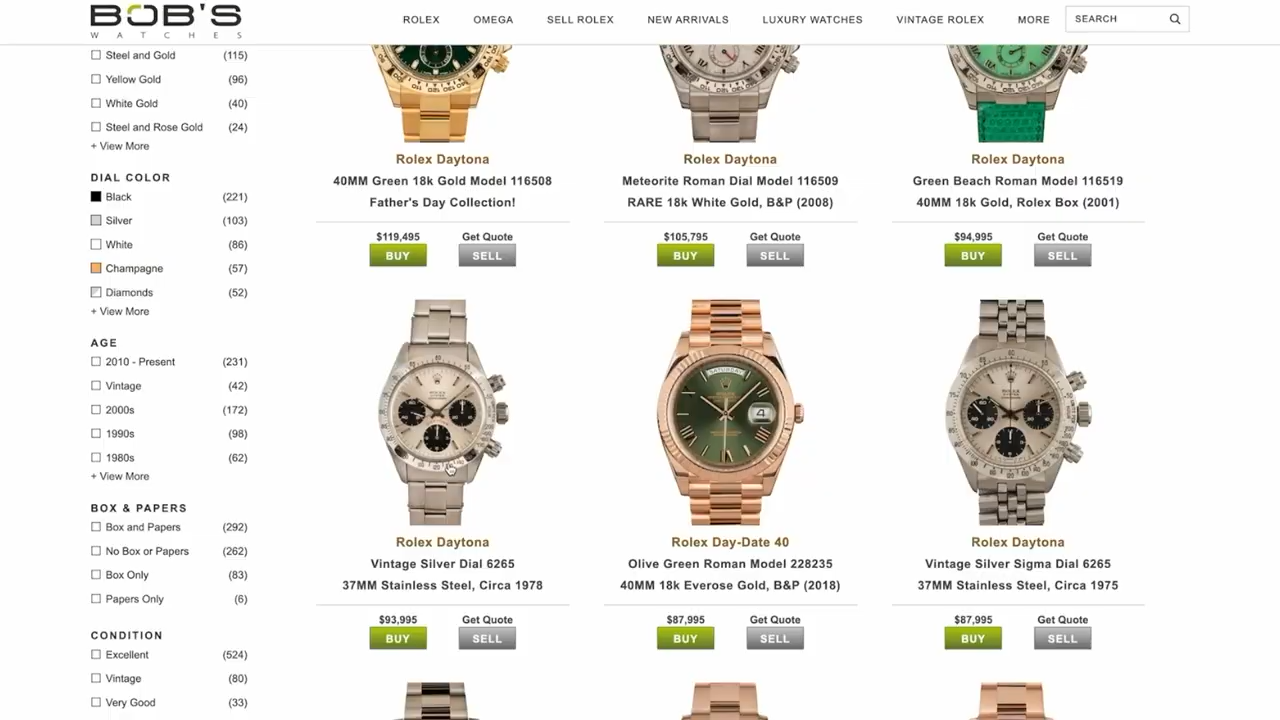 BOB'S
WATCHES
ROLEX OMEGA SELL ROLEX NEW ARRIVALS LUXURY WATCHES VINTAGE ROLEX MORE SEARCH
Steel and Gold (115)
Yellow Gold (96)
White Gold (40)
Steel and Rose Gold (24)
+ View More
DIAL COLOR
Black (221)
Silver (103)
White (86)
Champagne (57)
Diamonds (52)
+ View More
AGE
2010 - Present (231)
Vintage (42)
2000s (172)
1990s (98)
1980s (62)
+ View More
BOX & PAPERS
Box and Papers (292)
No Box or Papers (262)
Box Only (83)
Papers Only (6)
CONDITION
Excellent (524)
Vintage (80)
Very Good (33)
Rolex Daytona
40MM Green 18k Gold Model 116508
Father's Day Collection!
$119,495 Get Quote
BUY SELL
Rolex Daytona
Meteorite Roman Dial Model 116509
RARE 18k White Gold, B&P (2008)
$105,795 Get Quote
BUY SELL
Rolex Daytona
Green Beach Roman Model 116519
40MM 18k Gold, Rolex Box (2001)
$94,995 Get Quote
BUY SELL
Rolex Daytona
Vintage Silver Dial 6265
37MM Stainless Steel, Circa 1978
$93,995 Get Quote
BUY SELL
SATURDAY
4
Rolex Day-Date 40
Olive Green Roman Model 228235
40MM 18k Everose Gold, B&P (2018)
$87,995 Get Quote
BUY SELL
Rolex Daytona
Vintage Silver Sigma Dial 6265
37MM Stainless Steel, Circa 1975
$87,995 Get Quote
BUY SELL